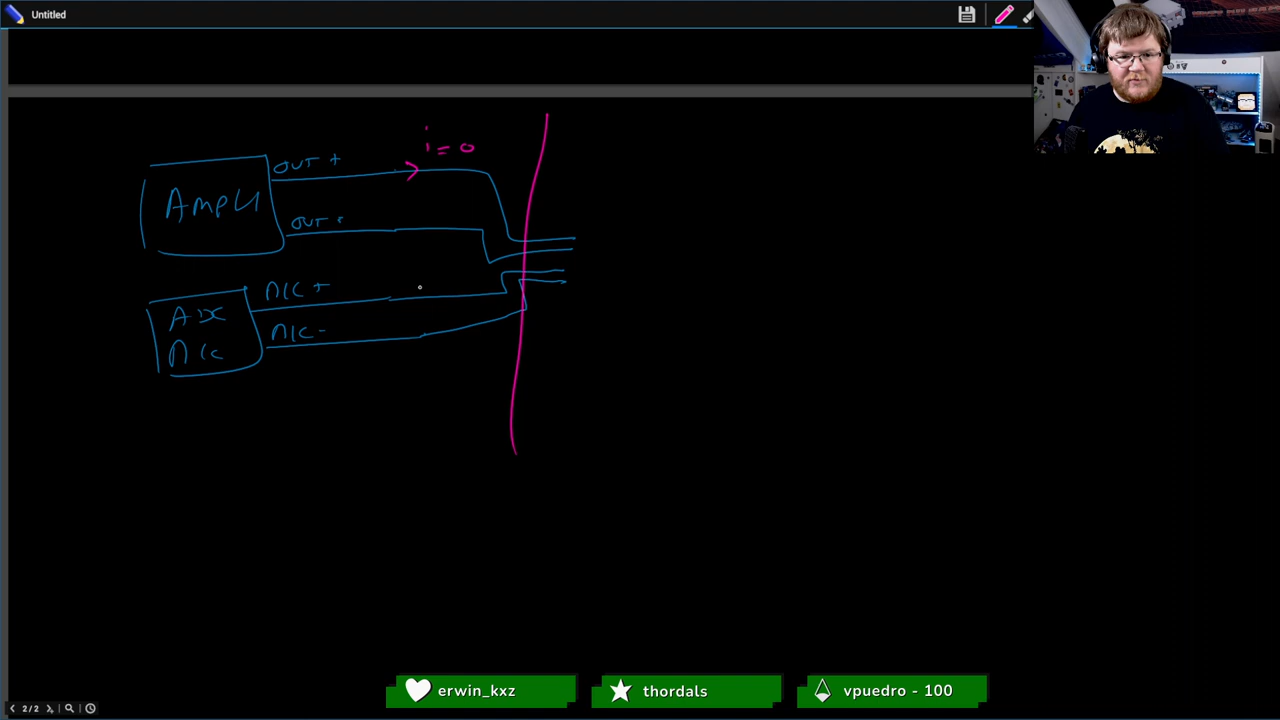 Untitled
i = 0
OUT +
AMPLI
OUT -
MIC +
ADC
MIC
MIC -
2/2
erwin_kxz
thordals
vpuedro - 100